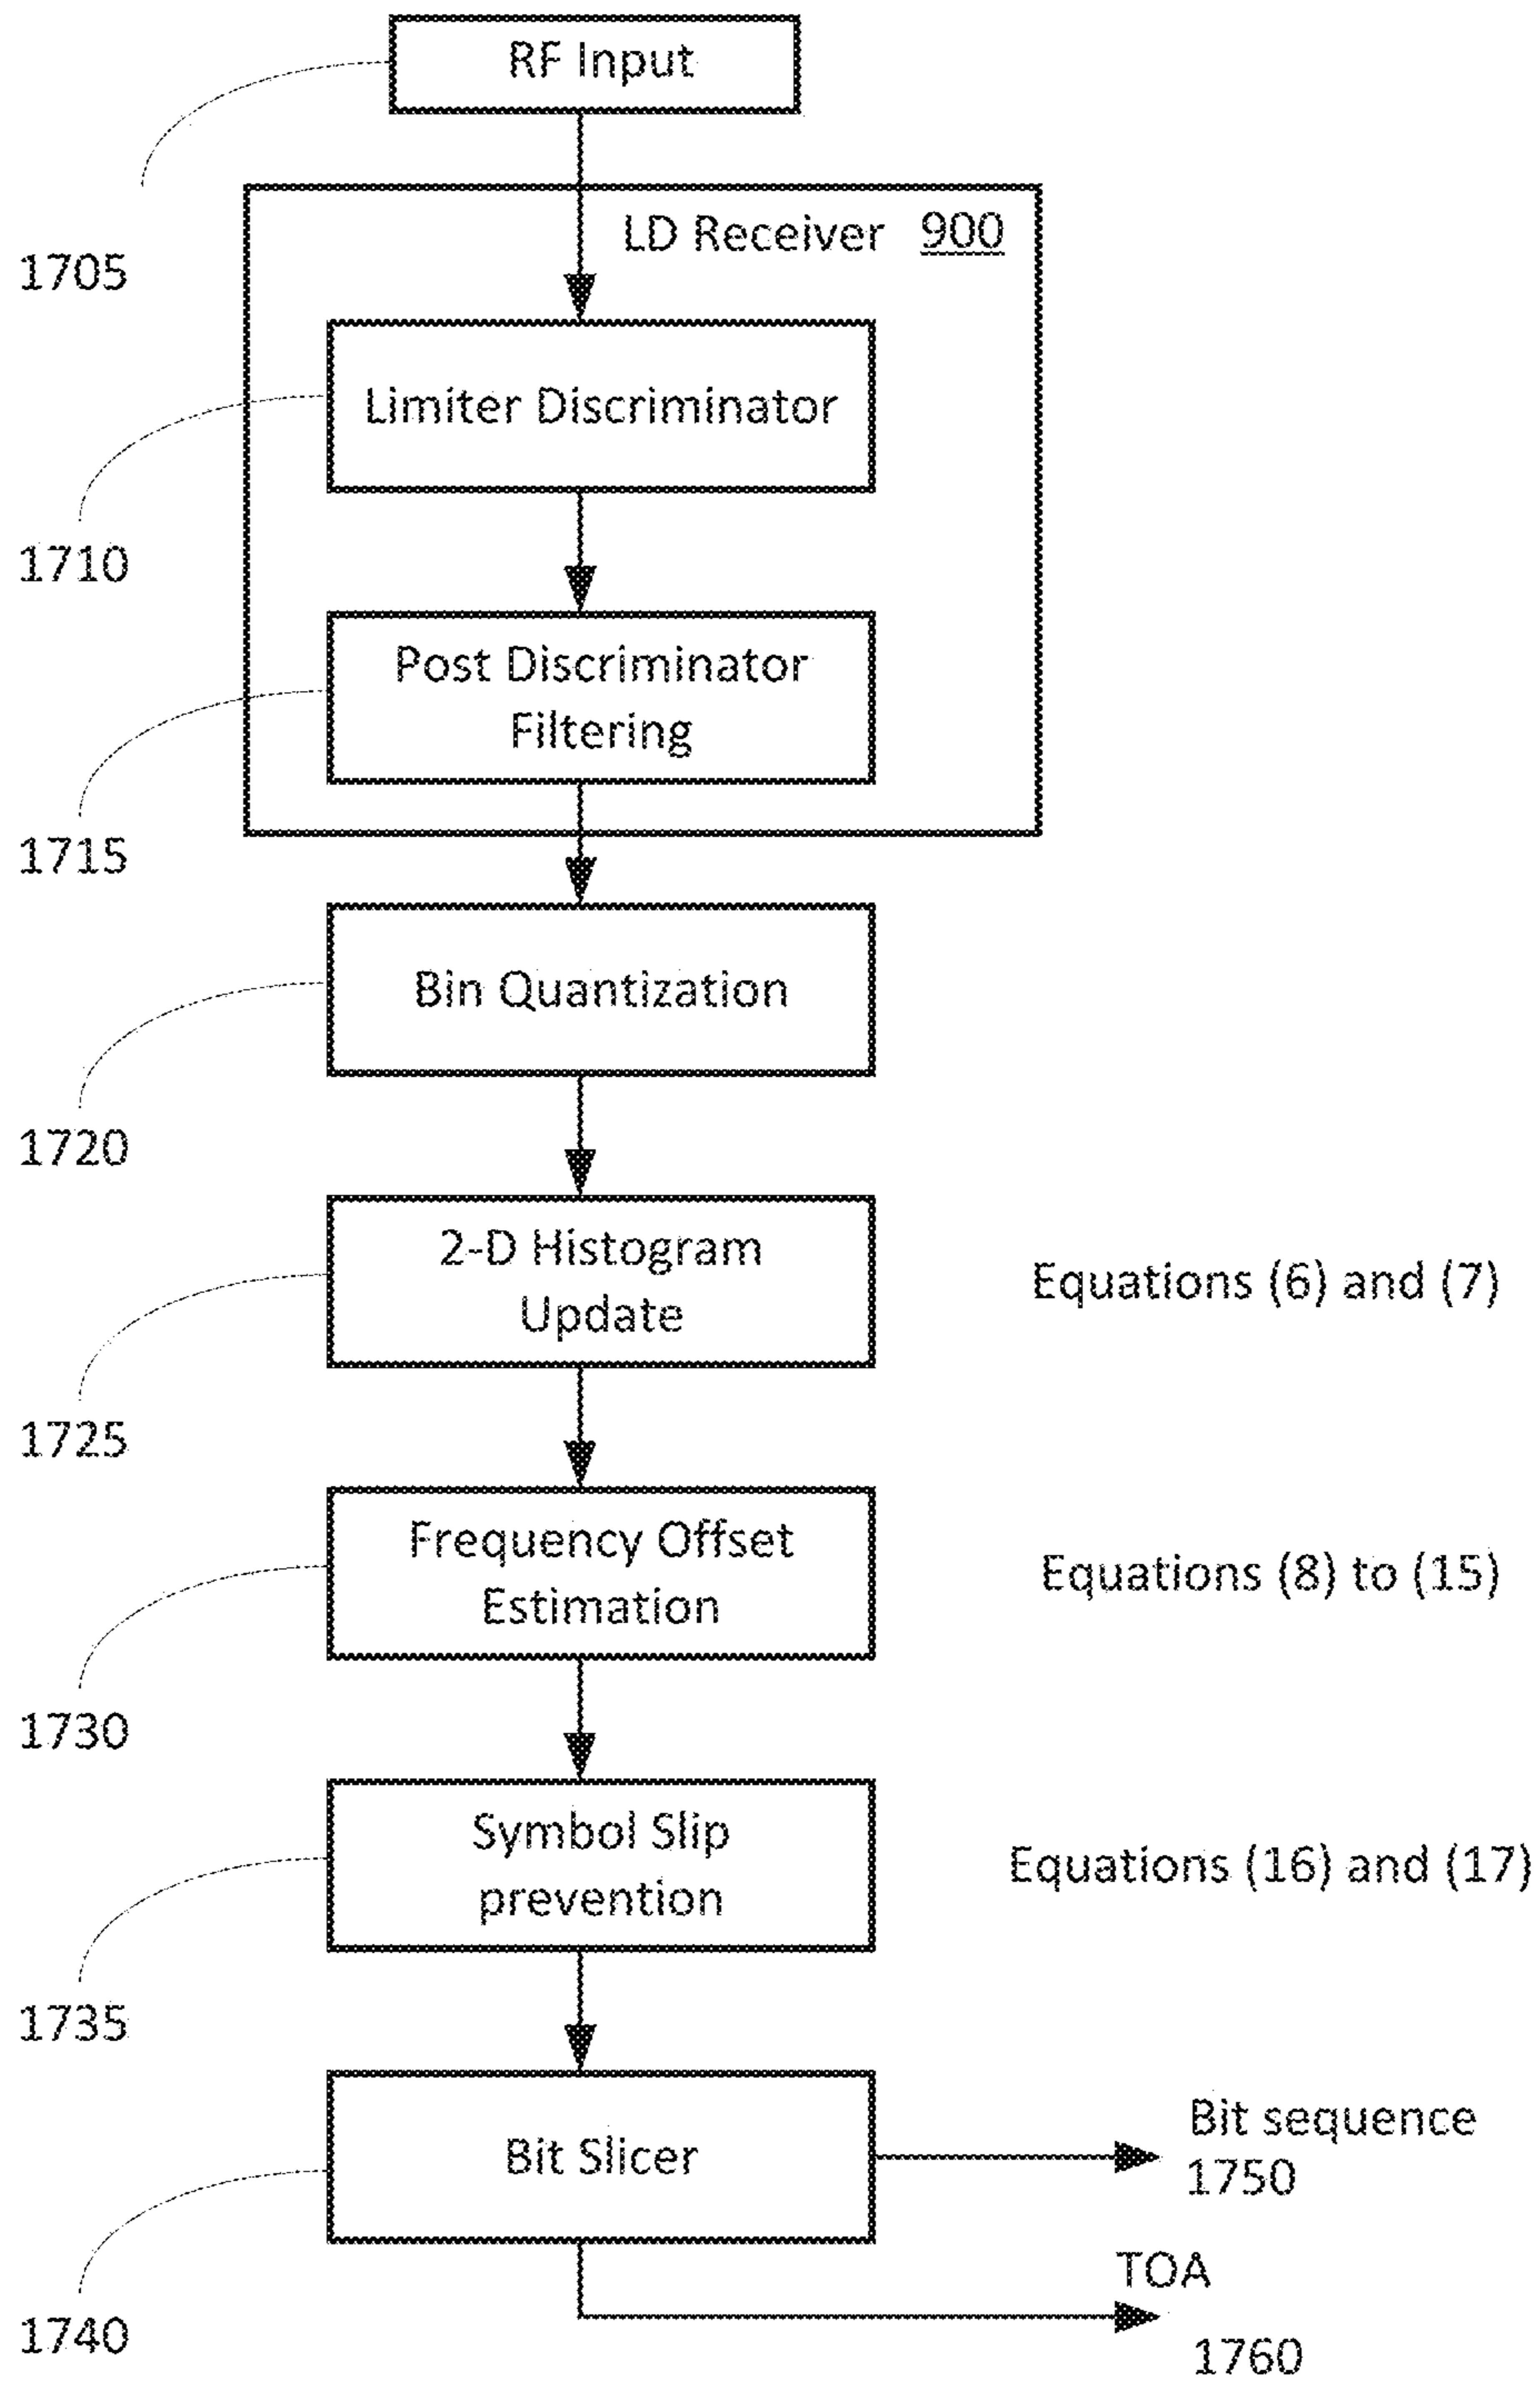 RF Input
LD Receiver 900
1705
Limiter Discriminator
1710
Post Discriminator
Filtering
1715
Bin Quantization
1720
2-D Histogram
Update
Equations (6) and (7)
1725
Frequency Offset
Estimation
Equations (8) to (15)
1730
Symbol Slip
prevention
Equations (16) and (17)
1735
Bit Slicer
Bit sequence
1750
TOA
1740
1760